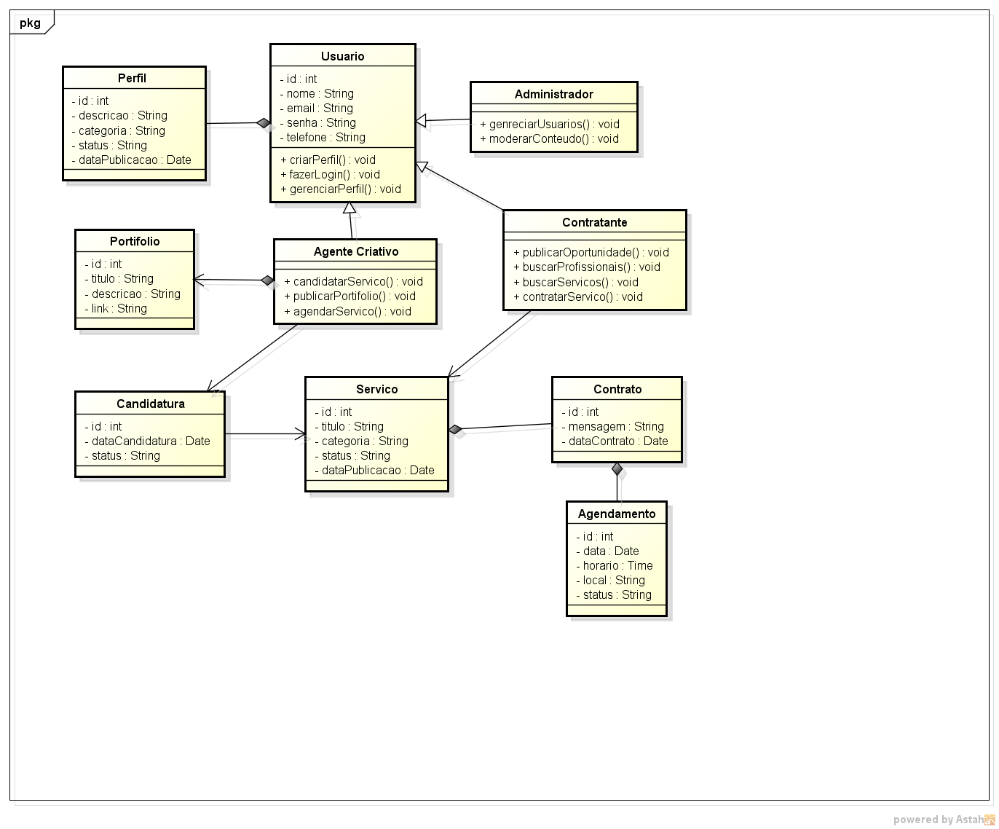 pkg
Usuario
- id : int
- nome : String
- email : String
- senha : String
- telefone : String
+ criarPerfil() : void
+ fazerLogin() : void
+ gerenciarPerfil() : void
Perfil
- id : int
- descricao : String
- categoria : String
- status : String
- dataPublicacao : Date
Administrador
+ genreciarUsuarios() : void
+ moderarConteudo() : void
Portifolio
- id : int
- titulo : String
- descricao : String
- link : String
Agente Criativo
+ candidatarServico() : void
+ publicarPortifolio() : void
+ agendarServico() : void
Contratante
+ publicarOportunidade() : void
+ buscarProfissionais() : void
+ buscarServicos() : void
+ contratarServico() : void
Candidatura
- id : int
- dataCandidatura : Date
- status : String
Servico
- id : int
- titulo : String
- categoria : String
- status : String
- dataPublicacao : Date
Contrato
- id : int
- mensagem : String
- dataContrato : Date
Agendamento
- id : int
- data : Date
- horario : Time
- local : String
- status : String
powered by Astah